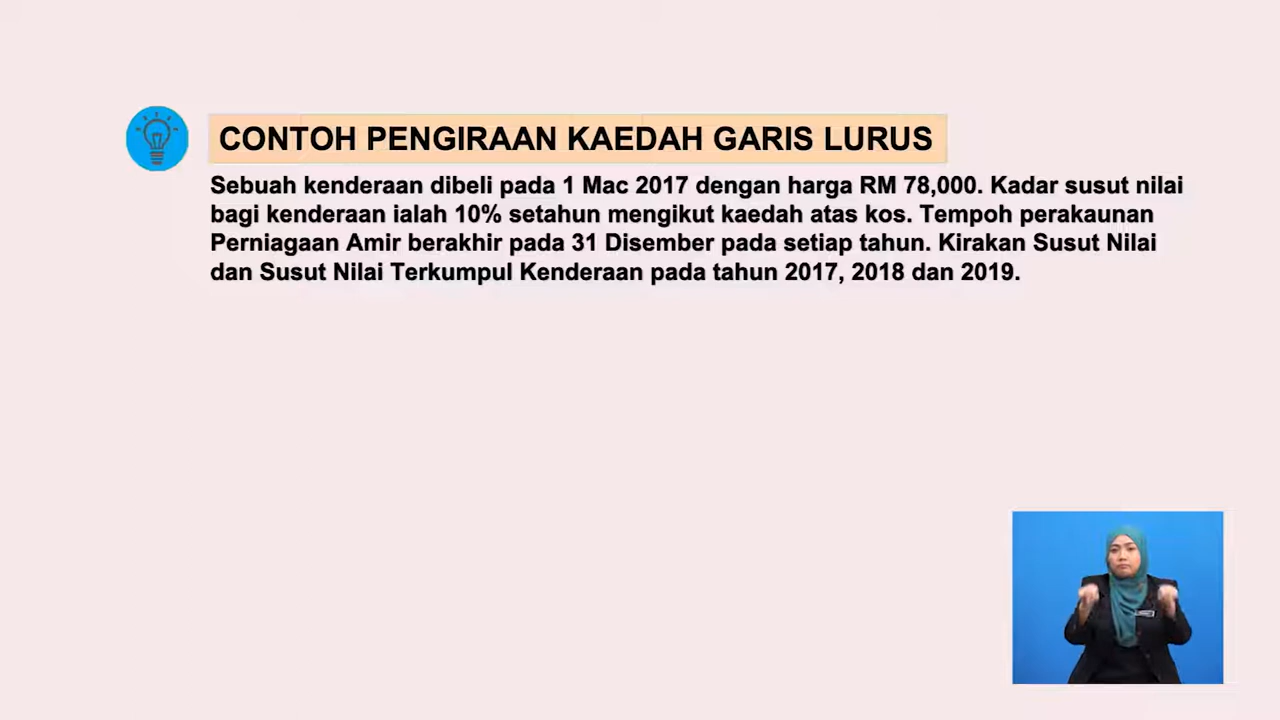 CONTOH PENGIRAAN KAEDAH GARIS LURUS
Sebuah kenderaan dibeli pada 1 Mac 2017 dengan harga RM 78,000. Kadar susut nilai
bagi kenderaan ialah 10% setahun mengikut kaedah atas kos. Tempoh perakaunan
Perniagaan Amir berakhir pada 31 Disember pada setiap tahun. Kirakan Susut Nilai
dan Susut Nilai Terkumpul Kenderaan pada tahun 2017, 2018 dan 2019.